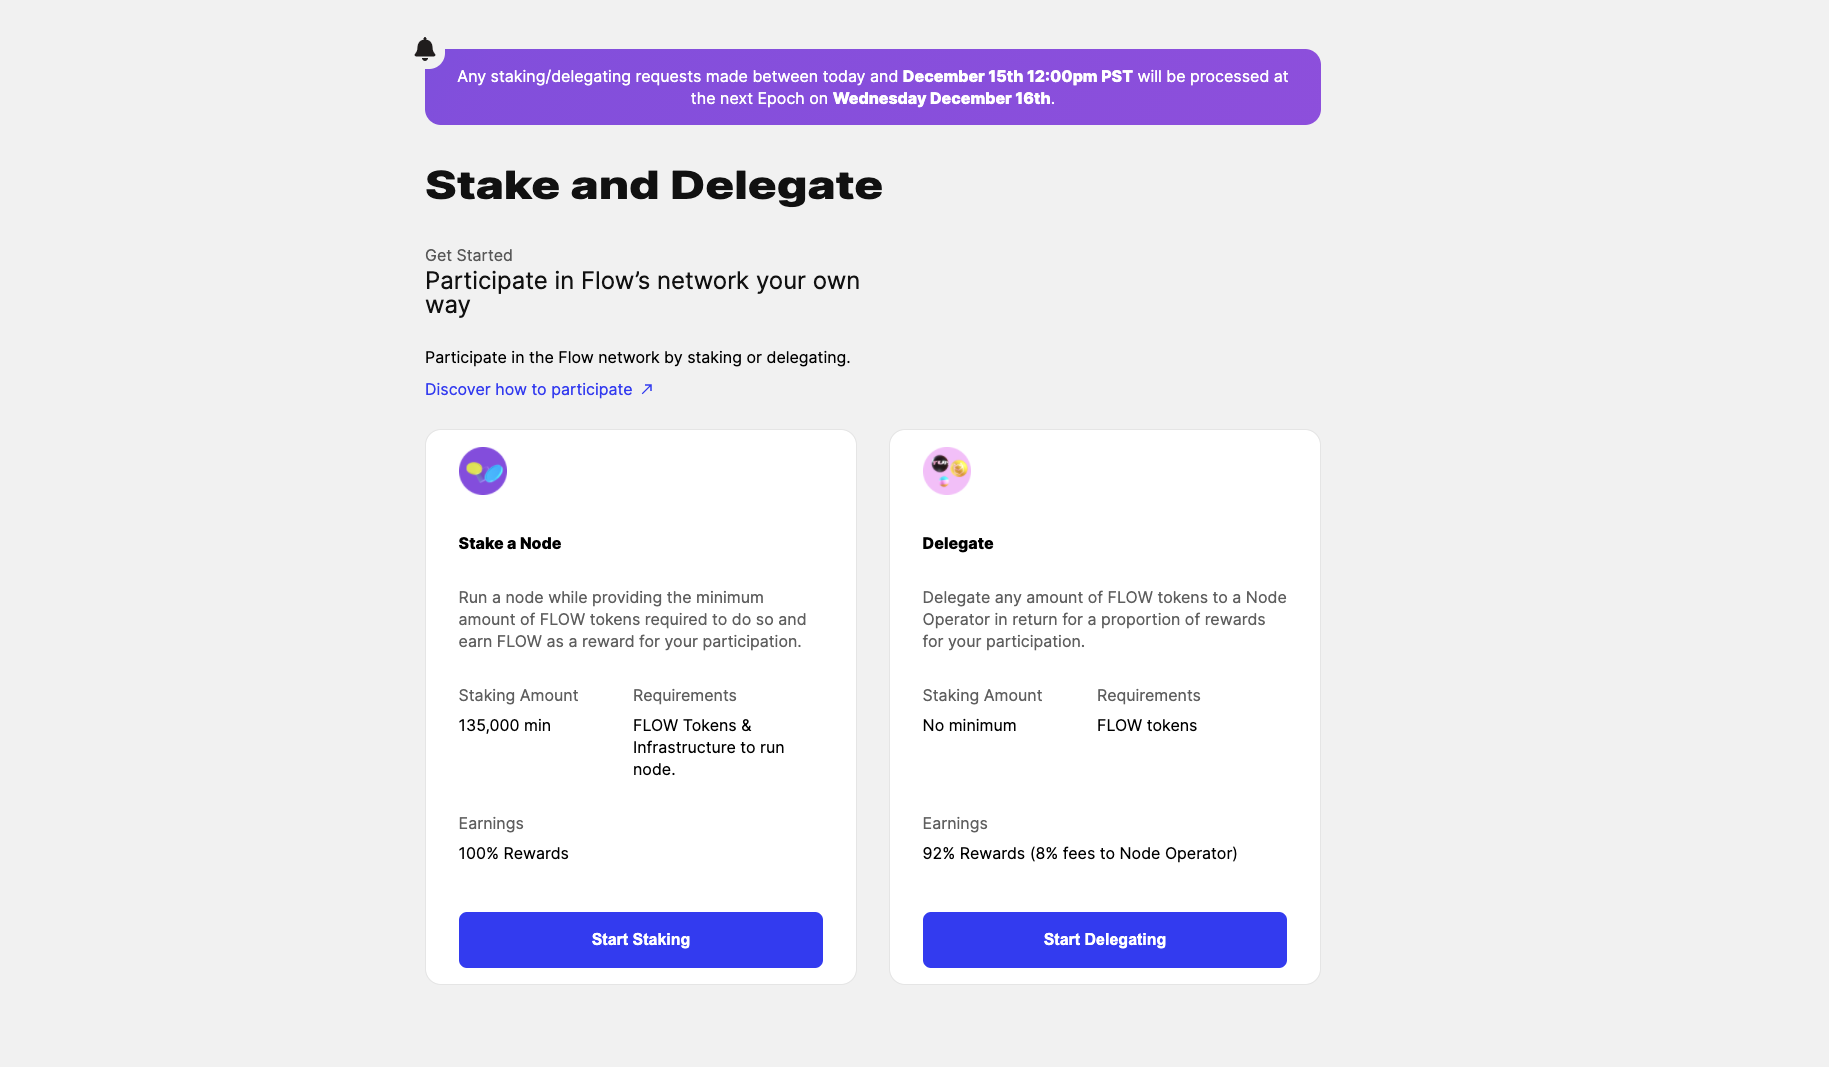 Any staking/delegating requests made between today and December 15th 12:00pm PST will be processed at
the next Epoch on Wednesday December 16th.
Stake and Delegate
Get Started
Participate in Flow’s network your own
way
Participate in the Flow network by staking or delegating.
Discover how to participate ↗
Stake a Node
Run a node while providing the minimum
amount of FLOW tokens required to do so and
earn FLOW as a reward for your participation.
Staking Amount
135,000 min
Requirements
FLOW Tokens &
Infrastructure to run
node.
Earnings
100% Rewards
Start Staking
Delegate
Delegate any amount of FLOW tokens to a Node
Operator in return for a proportion of rewards
for your participation.
Staking Amount
No minimum
Requirements
FLOW tokens
Earnings
92% Rewards (8% fees to Node Operator)
Start Delegating